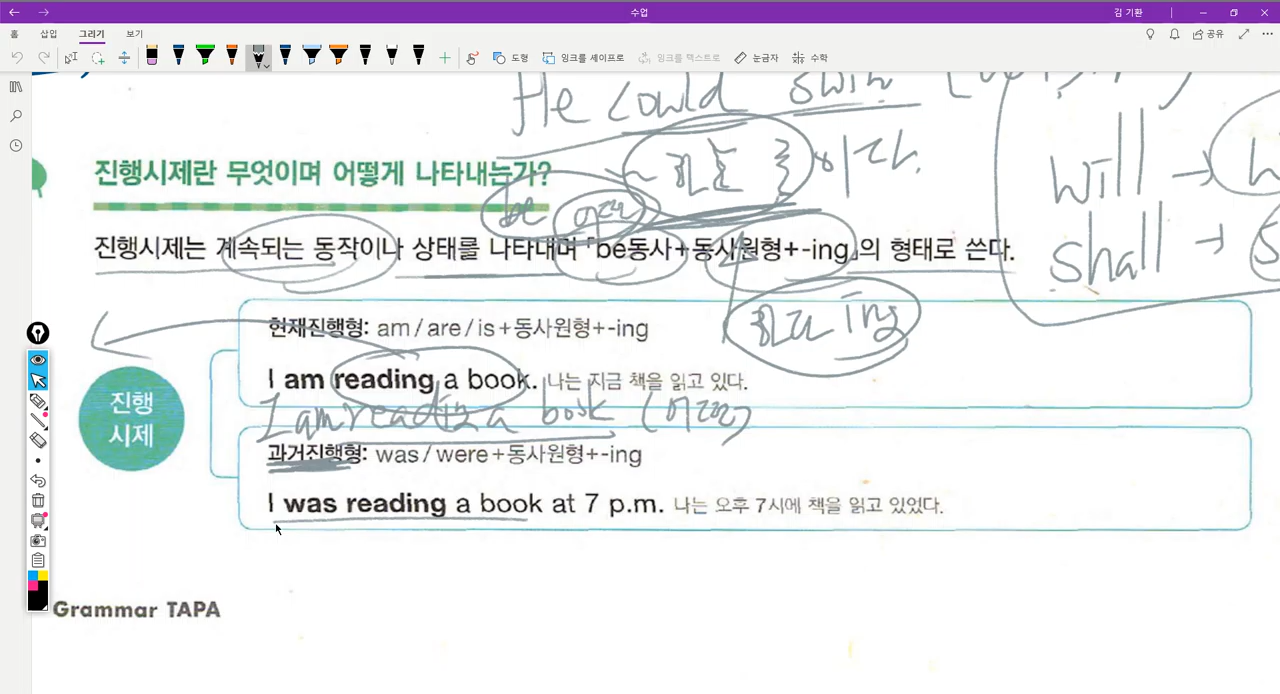 수업
김 기환
홈 삽입 그리기 보기
도형 잉크를 셰이프로 잉크를 텍스트로 눈금자 수학 공유
He could swim
진행시제란 무엇이며 어떻게 나타내는가?
~ 하는 중이다.
will →
be
진행시제는 계속되는 동작이나 상태를 나타내며 「be동사+동사원형+-ing」의 형태로 쓴다.
shall → s
하다 ing
현재진행형: am/are/is+동사원형+-ing
I am reading a book. 나는 지금 책을 읽고 있다.
진행
시제
I am reading a book
과거진행형: was/were+동사원형+-ing
I was reading a book at 7 p.m. 나는 오후 7시에 책을 읽고 있었다.
Grammar TAPA